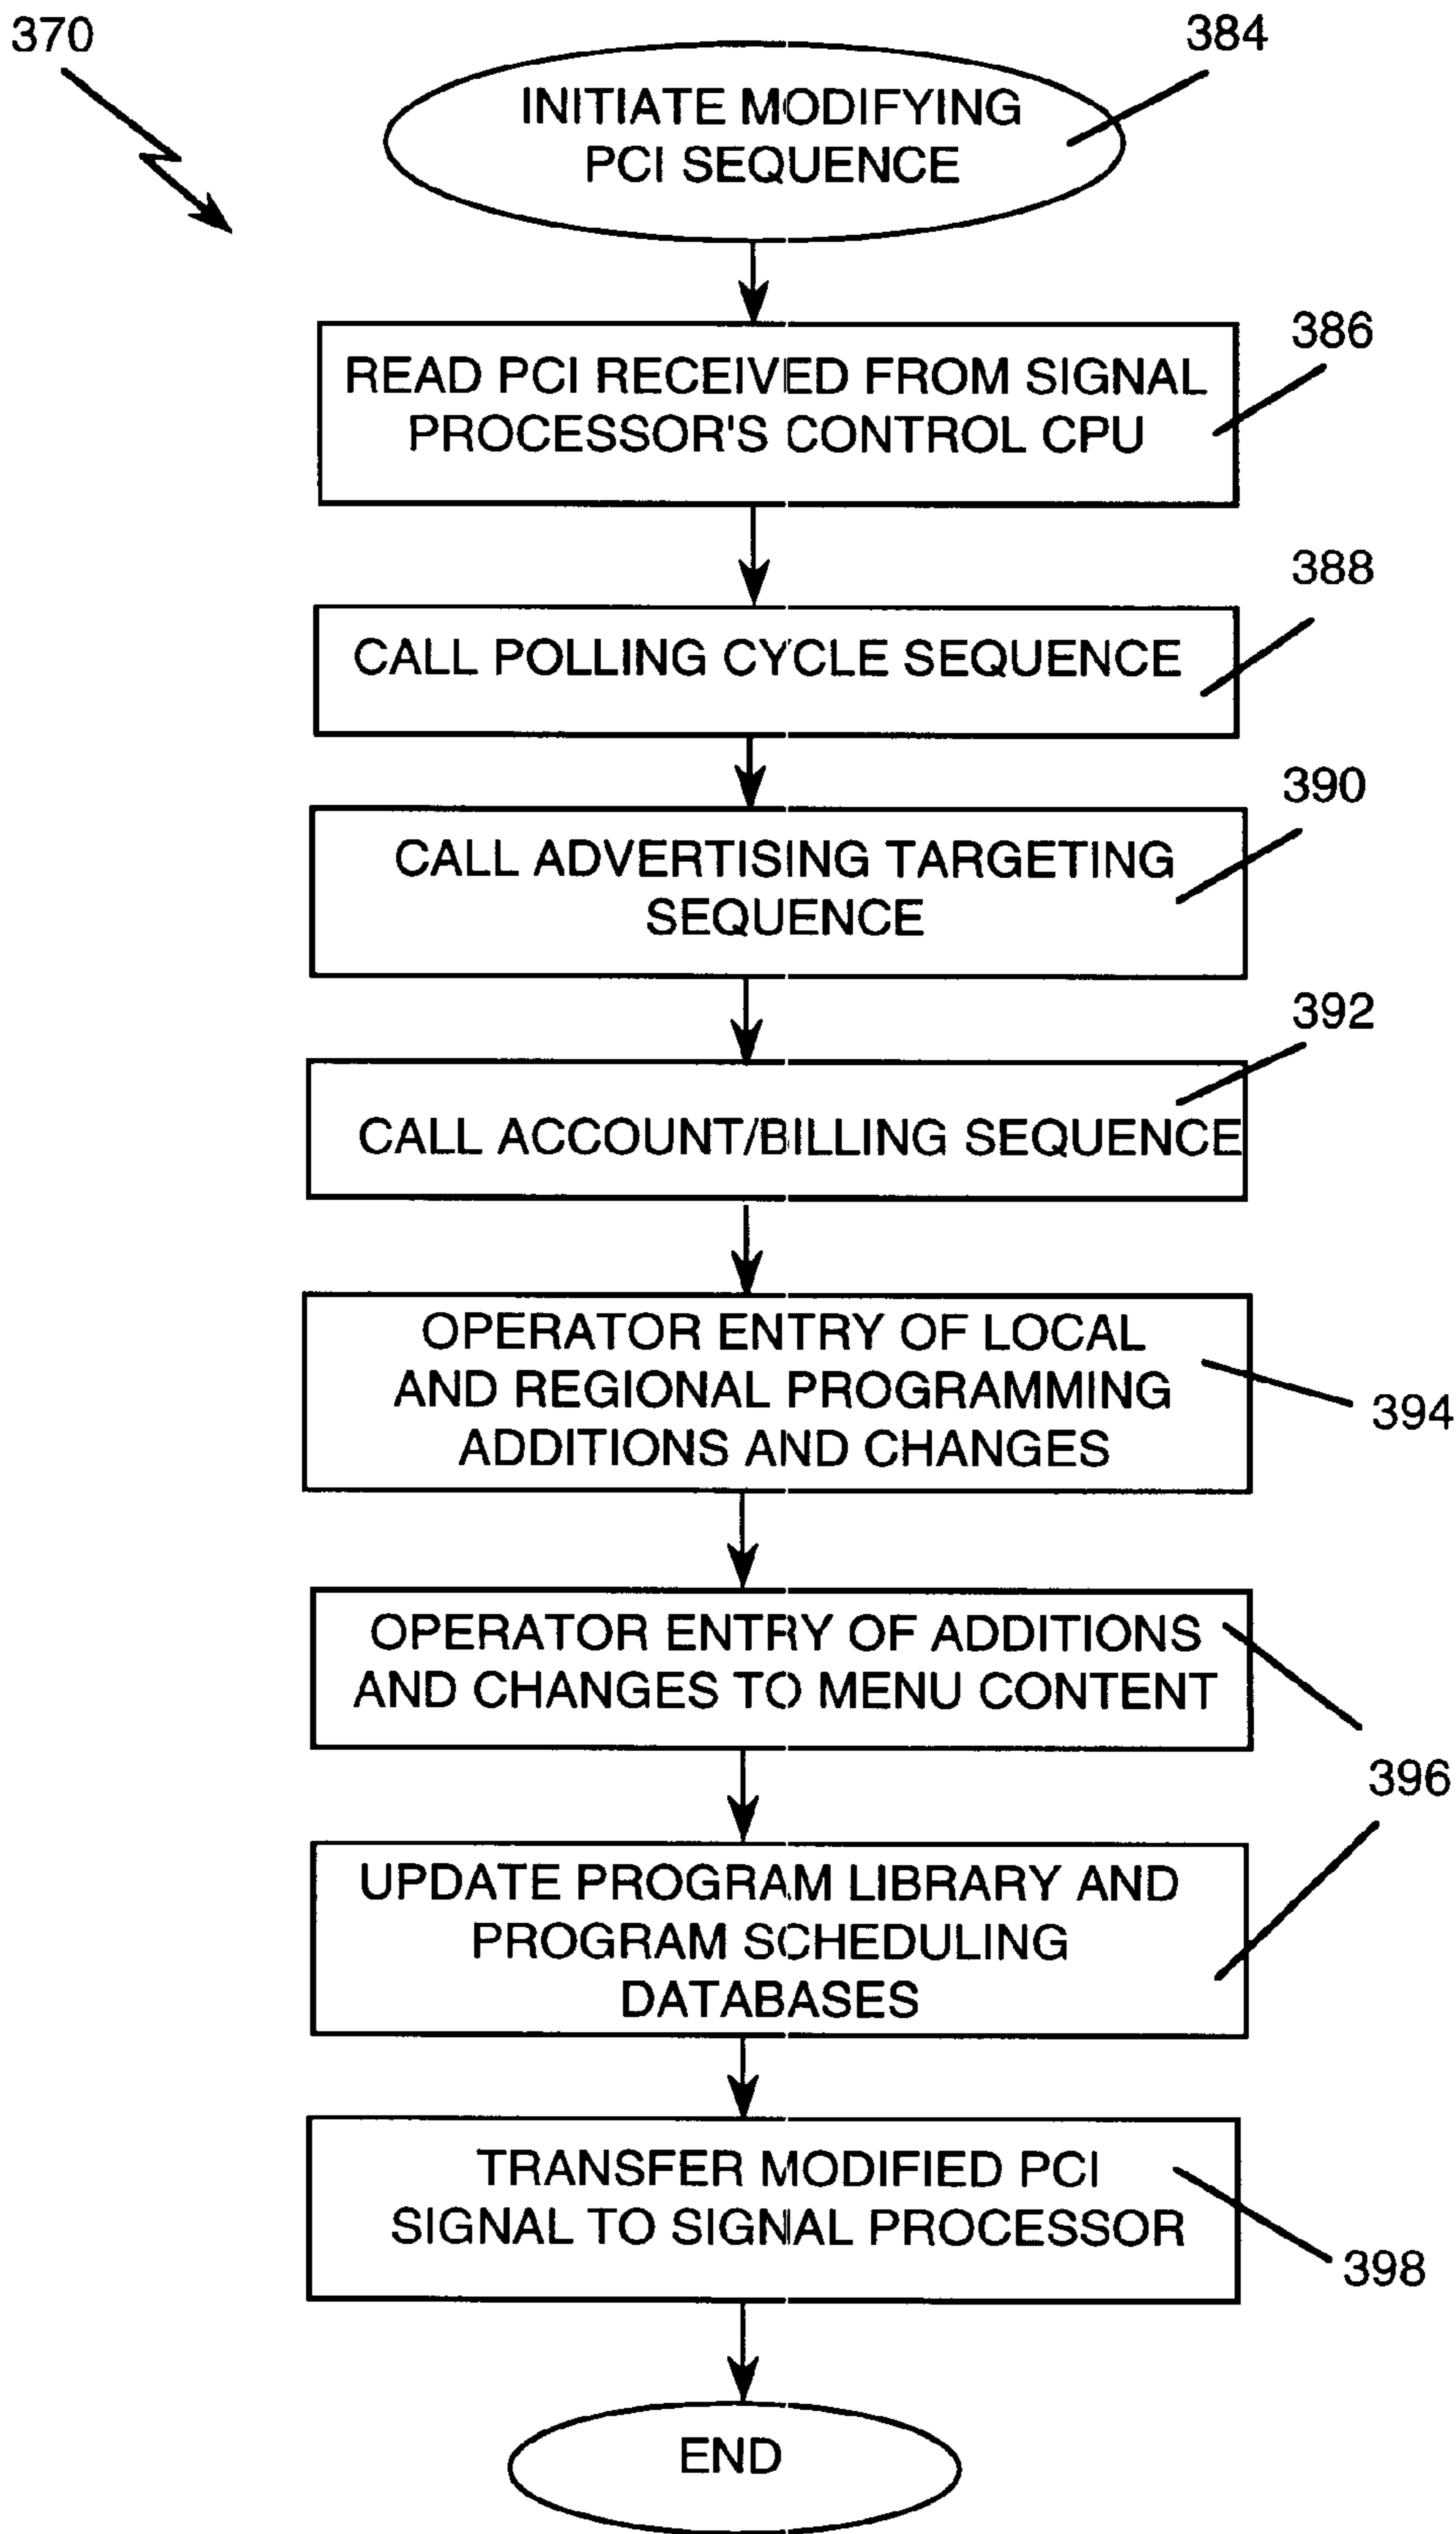 370
384
INITIATE MODIFYING
PCI SEQUENCE
386
READ PCI RECEIVED FROM SIGNAL
PROCESSOR'S CONTROL CPU
388
CALL POLLING CYCLE SEQUENCE
390
CALL ADVERTISING TARGETING
SEQUENCE
392
CALL ACCOUNT/BILLING SEQUENCE
OPERATOR ENTRY OF LOCAL
AND REGIONAL PROGRAMMING
ADDITIONS AND CHANGES
394
OPERATOR ENTRY OF ADDITIONS
AND CHANGES TO MENU CONTENT
396
UPDATE PROGRAM LIBRARY AND
PROGRAM SCHEDULING
DATABASES
TRANSFER MODIFIED PCI
SIGNAL TO SIGNAL PROCESSOR
398
END